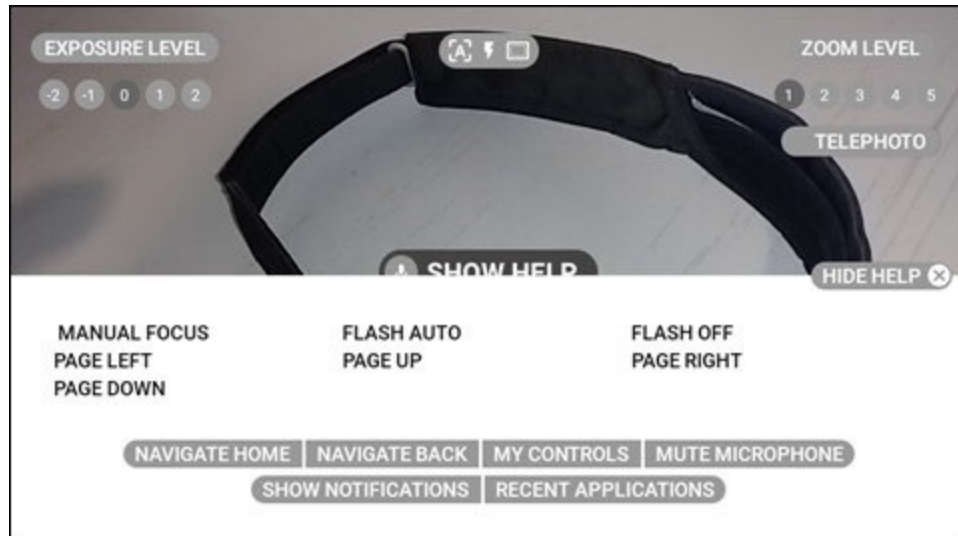 EXPOSURE LEVEL
-2 -1 0 1 2
A
ZOOM LEVEL
1 2 3 4 5
TELEPHOTO
SHOW HELP
HIDE HELP
MANUAL FOCUS FLASH AUTO FLASH OFF
PAGE LEFT PAGE UP PAGE RIGHT
PAGE DOWN
NAVIGATE HOME NAVIGATE BACK MY CONTROLS MUTE MICROPHONE
SHOW NOTIFICATIONS RECENT APPLICATIONS